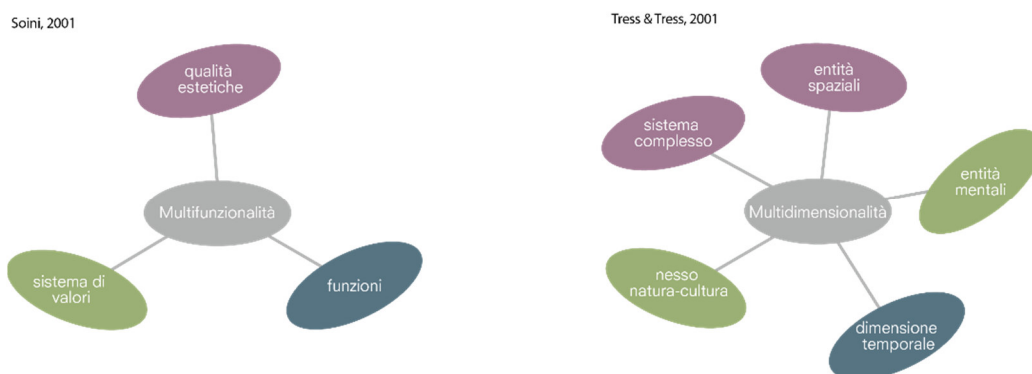 Soini, 2001
qualità
estetiche
Multifunzionalità
sistema di
valori
funzioni
Tress & Tress, 2001
entità
spaziali
sistema
complesso
entità
mentali
Multidimensionalità
nesso
natura-cultura
dimensione
temporale